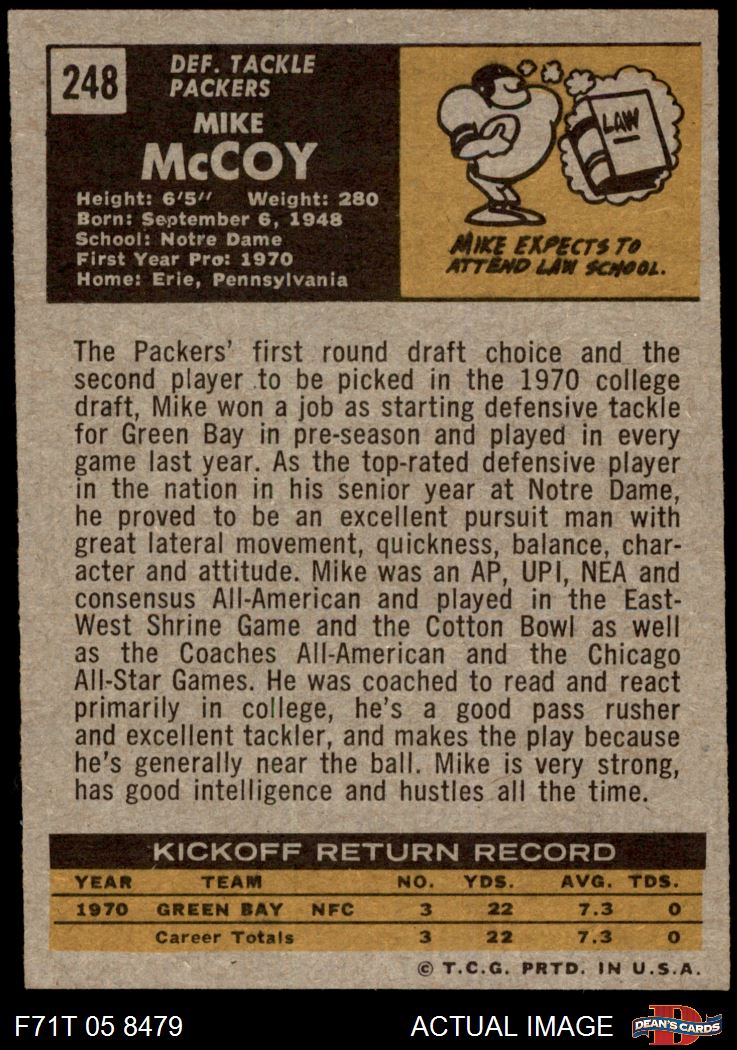 248
DEF. TACKLE
PACKERS
MIKE
McCOY
Height: 6'5" Weight: 280
Born: September 6, 1948
School: Notre Dame
First Year Pro: 1970
Home: Erie, Pennsylvania
LAW
MIKE EXPECTS TO
ATTEND LAW SCHOOL.
The Packers' first round draft choice and the
second player to be picked in the 1970 college
draft, Mike won a job as starting defensive tackle
for Green Bay in pre-season and played in every
game last year. As the top-rated defensive player
in the nation in his senior year at Notre Dame,
he proved to be an excellent pursuit man with
great lateral movement, quickness, balance, char-
acter and attitude. Mike was an AP, UPI, NEA and
consensus All-American and played in the East-
West Shrine Game and the Cotton Bowl as well
as the Coaches All-American and the Chicago
All-Star Games. He was coached to read and react
primarily in college, he's a good pass rusher
and excellent tackler, and makes the play because
he's generally near the ball. Mike is very strong,
has good intelligence and hustles all the time.
KICKOFF RETURN RECORD
YEAR TEAM NO. YDS. AVG. TDS.
1970 GREEN BAY NFC 3 22 7.3 0
Career Totals 3 22 7.3 0
© T.C.G. PRTD. IN U.S.A.
F71T 05 8479 ACTUAL IMAGE D DEAN'S CARDS